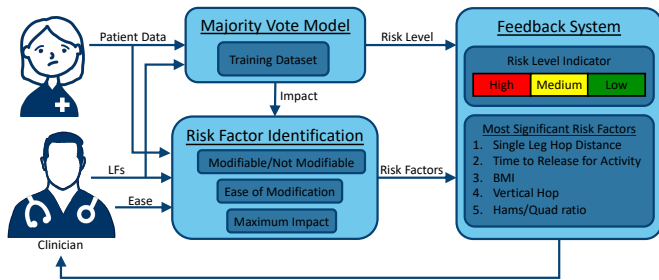 Patient Data
LFs
Ease
Clinician
Majority Vote Model
Training Dataset
Impact
Risk Factor Identification
Modifiable/Not Modifiable
Ease of Modification
Maximum Impact
Risk Level
Risk Factors
Feedback System
Risk Level Indicator
High Medium Low
Most Significant Risk Factors
1. Single Leg Hop Distance
2. Time to Release for Activity
3. BMI
4. Vertical Hop
5. Hams/Quad ratio